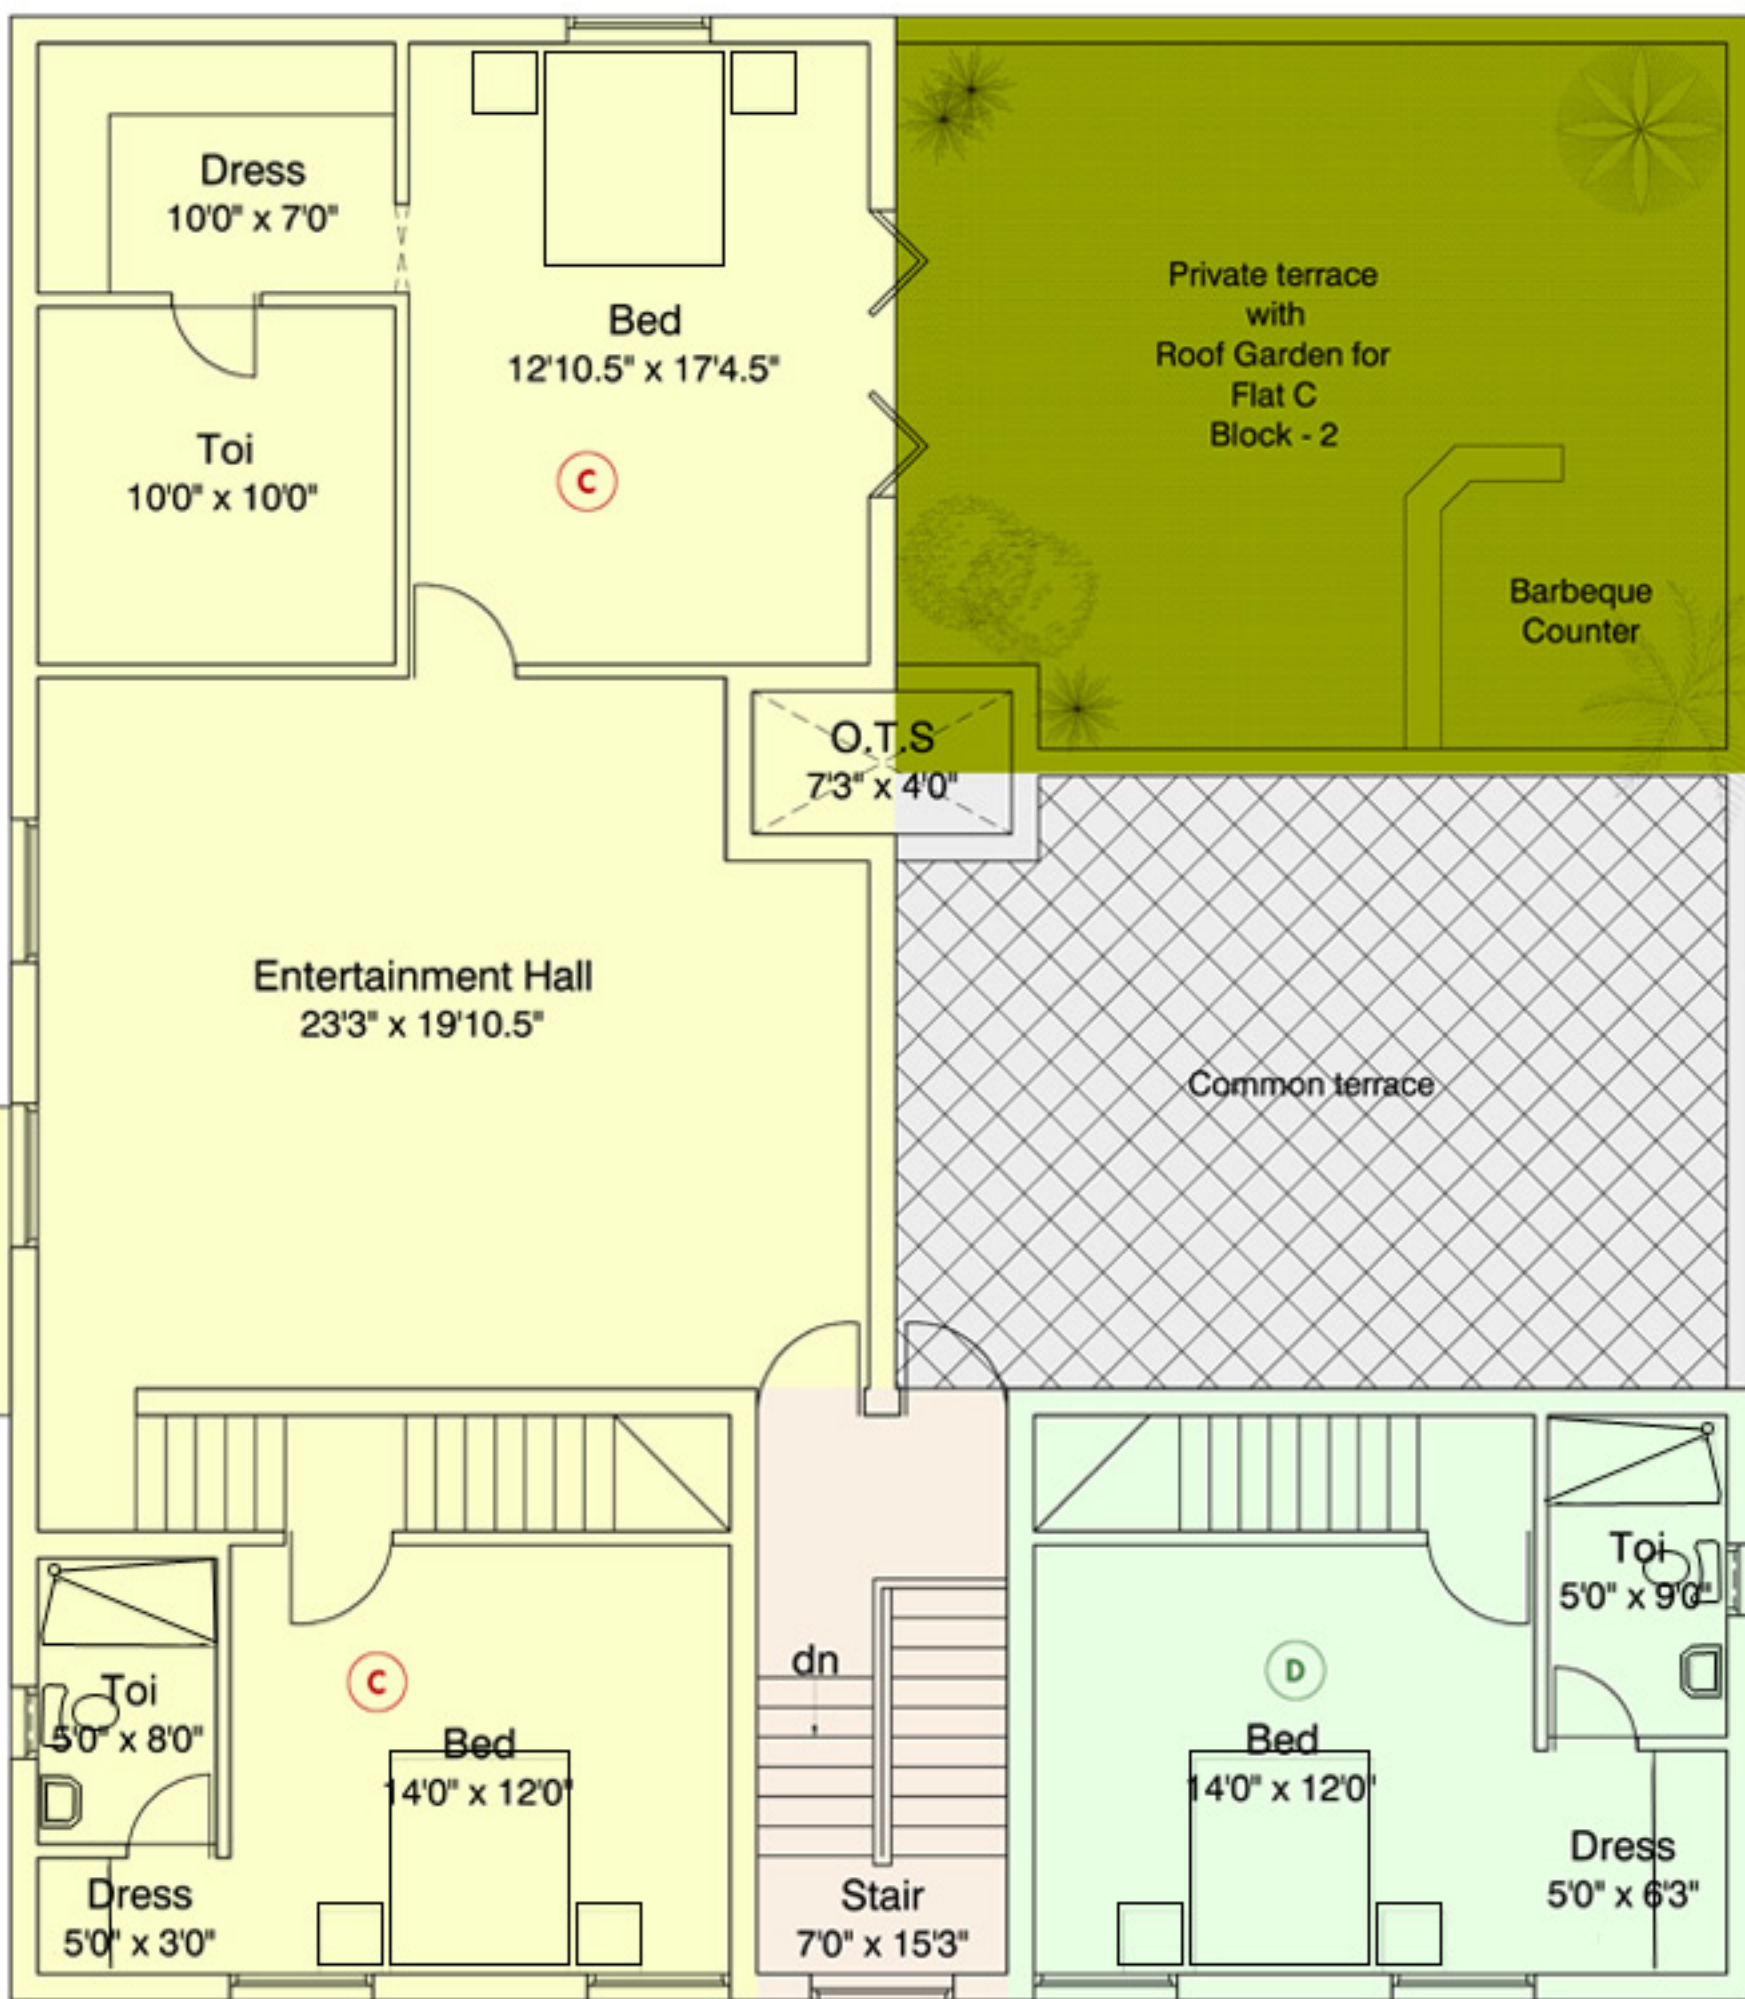 Dress
10'0" x 7'0"
Bed
12'10.5" x 17'4.5"
C
Toi
10'0" x 10'0"
Private terrace
with
Roof Garden for
Flat C
Block - 2
Barbeque
Counter
O.T.S
7'3" x 4'0"
Entertainment Hall
23'3" x 19'10.5"
Common terrace
Toi
5'0" x 8'0"
C
Bed
14'0" x 12'0"
Dress
5'0" x 3'0"
dn
Stair
7'0" x 15'3"
D
Bed
14'0" x 12'0"
Toi
5'0" x 9'0"
Dress
5'0" x 6'3"